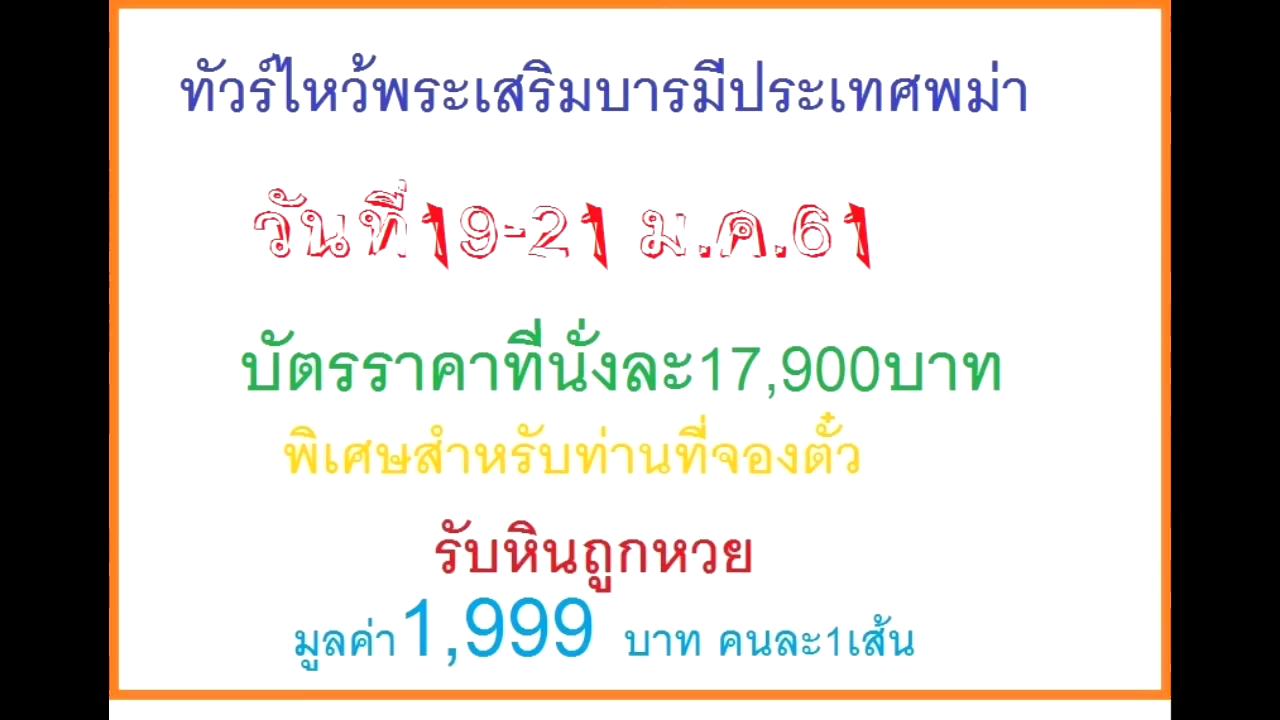 ทัวร์ไหว้พระเสริมบารมีประเทศพม่า
วันที่19-21 ม.ค.61
บัตรราคาที่นั่งละ17,900บาท
พิเศษสำหรับท่านที่จองตั๋ว
รับหินถูกหวย
มูลค่า1,999 บาท คนละ1เส้น